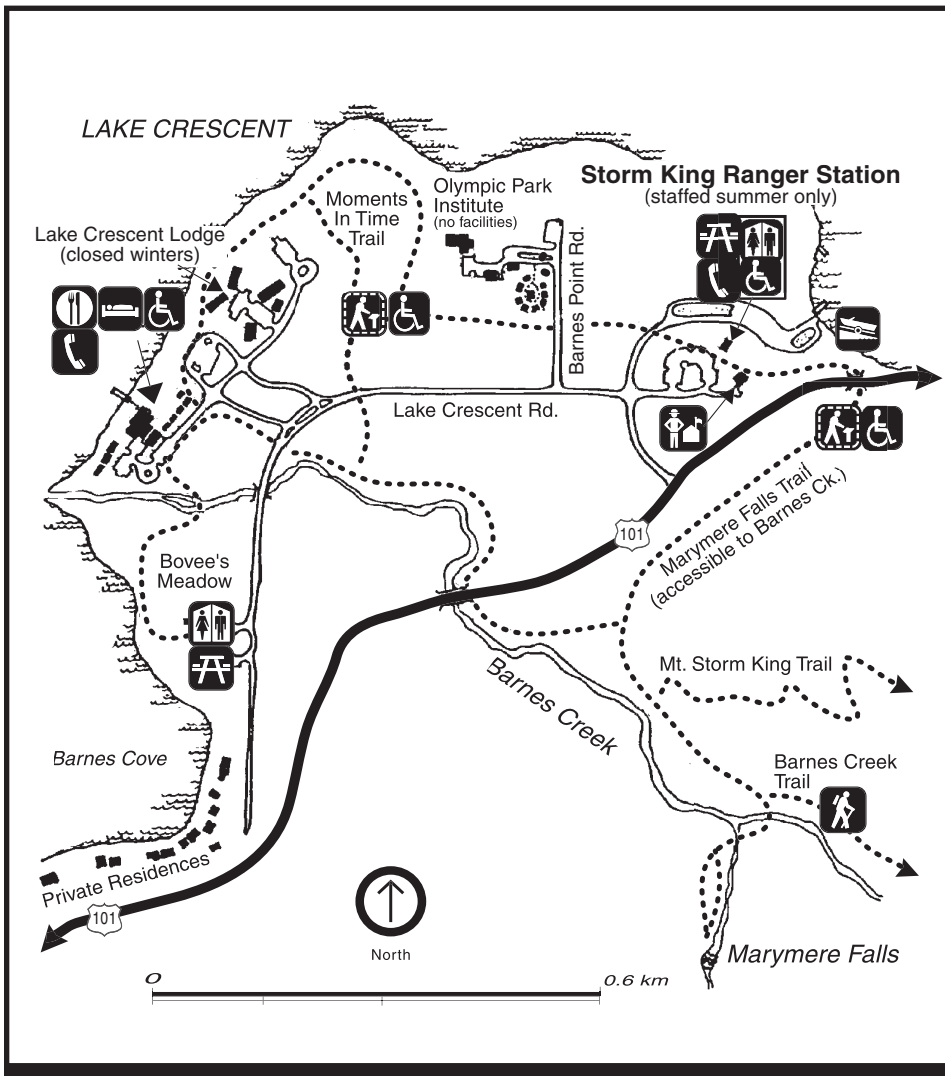 LAKE CRESCENT
Storm King Ranger Station
(staffed summer only)
Olympic Park
Institute
(no facilities)
Moments
In Time
Trail
Lake Crescent Lodge
(closed winters)
Barnes Point Rd.
Lake Crescent Rd.
Marymere Falls Trail
(accessible to Barnes Ck.)
101
Bovee's
Meadow
Barnes Creek
Mt. Storm King Trail
Barnes Cove
Barnes Creek
Trail
Private Residences
101
North
Marymere Falls
0
0.6 km